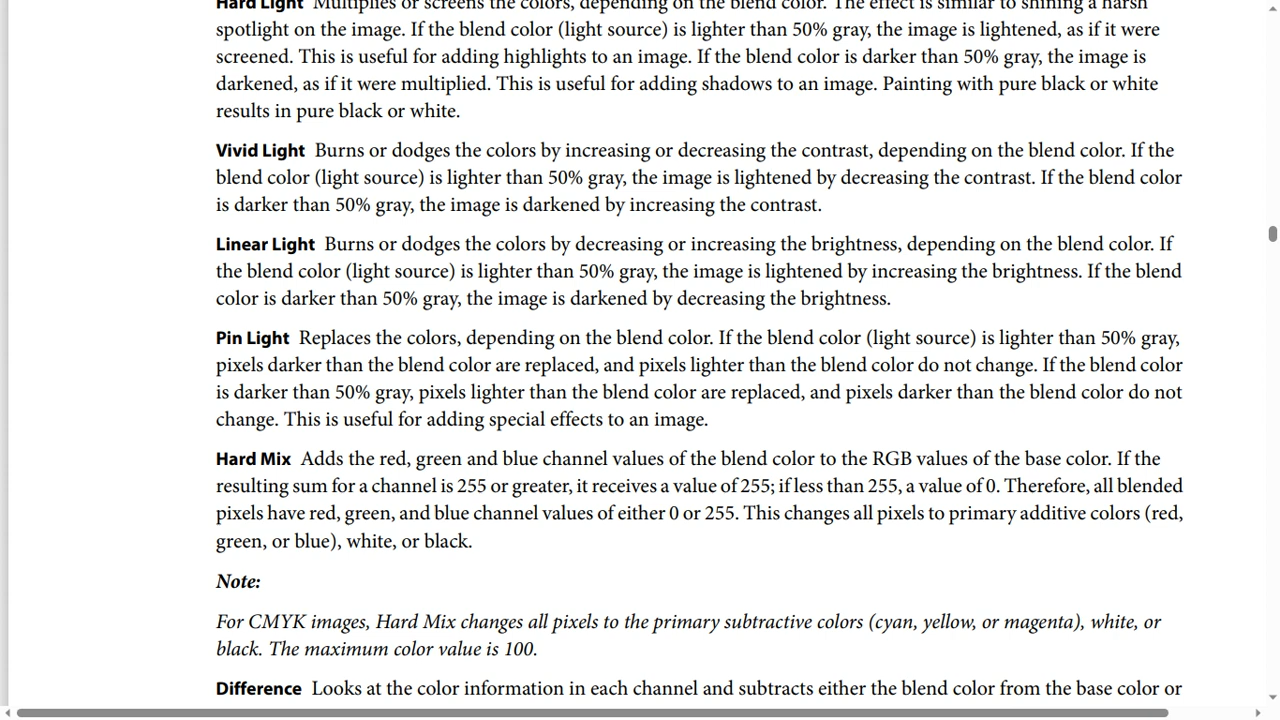 Hard Light Multiplies or screens the colors, depending on the blend color. The effect is similar to shining a harsh
spotlight on the image. If the blend color (light source) is lighter than 50% gray, the image is lightened, as if it were
screened. This is useful for adding highlights to an image. If the blend color is darker than 50% gray, the image is
darkened, as if it were multiplied. This is useful for adding shadows to an image. Painting with pure black or white
results in pure black or white.
Vivid Light Burns or dodges the colors by increasing or decreasing the contrast, depending on the blend color. If the
blend color (light source) is lighter than 50% gray, the image is lightened by decreasing the contrast. If the blend color
is darker than 50% gray, the image is darkened by increasing the contrast.
Linear Light Burns or dodges the colors by decreasing or increasing the brightness, depending on the blend color. If
the blend color (light source) is lighter than 50% gray, the image is lightened by increasing the brightness. If the blend
color is darker than 50% gray, the image is darkened by decreasing the brightness.
Pin Light Replaces the colors, depending on the blend color. If the blend color (light source) is lighter than 50% gray,
pixels darker than the blend color are replaced, and pixels lighter than the blend color do not change. If the blend color
is darker than 50% gray, pixels lighter than the blend color are replaced, and pixels darker than the blend color do not
change. This is useful for adding special effects to an image.
Hard Mix Adds the red, green and blue channel values of the blend color to the RGB values of the base color. If the
resulting sum for a channel is 255 or greater, it receives a value of 255; if less than 255, a value of 0. Therefore, all blended
pixels have red, green, and blue channel values of either 0 or 255. This changes all pixels to primary additive colors (red,
green, or blue), white, or black.
Note:
For CMYK images, Hard Mix changes all pixels to the primary subtractive colors (cyan, yellow, or magenta), white, or
black. The maximum color value is 100.
Difference Looks at the color information in each channel and subtracts either the blend color from the base color or